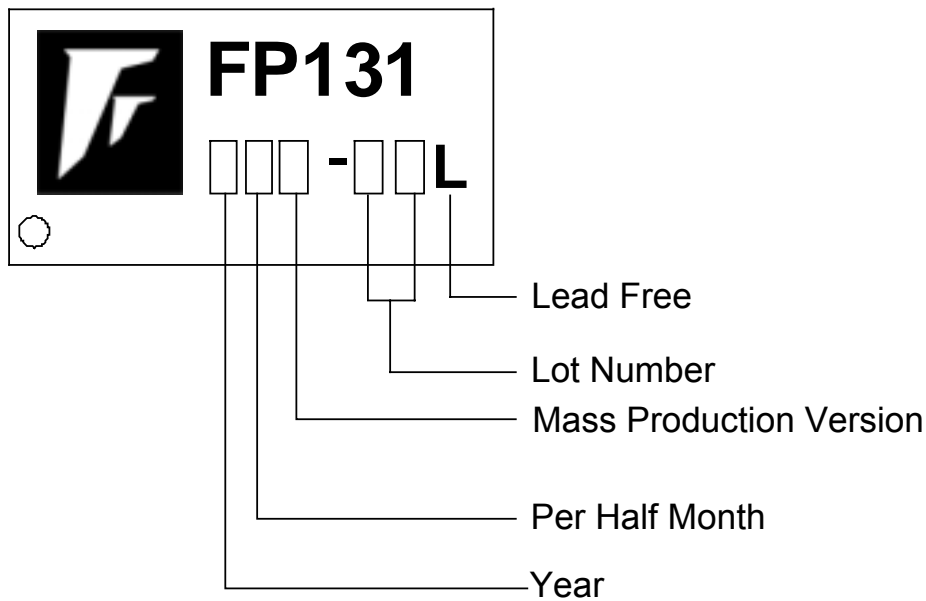 FP131
-L
Lead Free
Lot Number
Mass Production Version
Per Half Month
Year